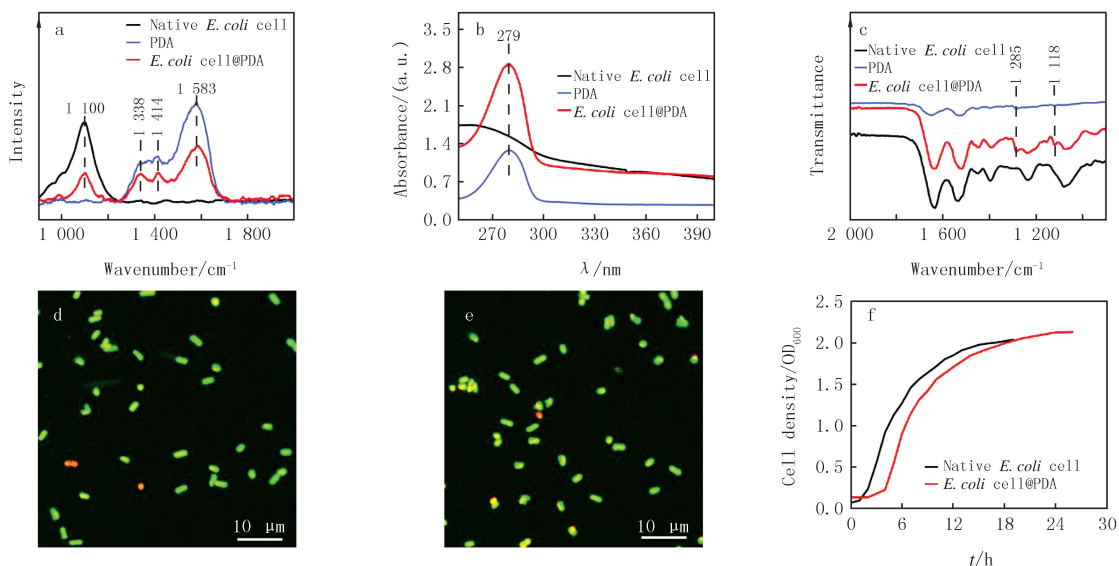 a
Native E. coli cell
PDA
E. coli cell@PDA
1 100
1 338
1 414
1 583
Intensity
1 000
1 400
1 800
Wavenumber/cm⁻¹
b
279
Native E. coli cell
PDA
E. coli cell@PDA
3.5
2.8
2.1
1.4
0.7
0.0
Absorbance/(a. u.)
270
300
330
360
390
λ/nm
c
Native E. coli cell
PDA
E. coli cell@PDA
1 285
1 118
Transmittance
2 000
1 600
1 200
Wavenumber/cm⁻¹
d
10 μm
e
10 μm
f
2.5
2.0
1.5
1.0
0.5
0.0
Cell density/OD₆₀₀
Native E. coli cell
E. coli cell@PDA
0
6
12
18
24
30
t/h